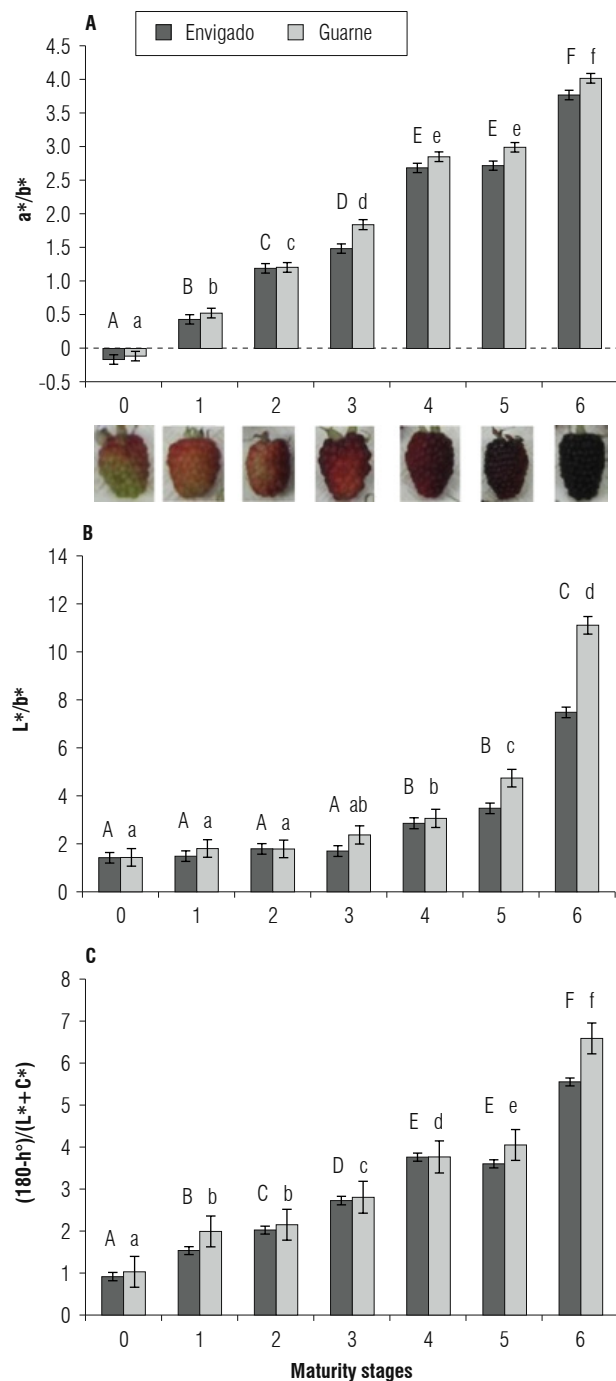 A
Envigado Guarne
4.5
4.0
3.5
3.0
2.5
2.0
1.5
1.0
0.5
0
-0.5
a*/b*
A a B b C c D d E e E e F f
0 1 2 3 4 5 6
B
14
12
10
8
6
4
2
0
L*/b*
A a A a A a A ab B b B c C d
0 1 2 3 4 5 6
C
8
7
6
5
4
3
2
1
0
(180-h°)/(L*+C*)
A a B b C b D c E d E e F f
0 1 2 3 4 5 6
Maturity stages